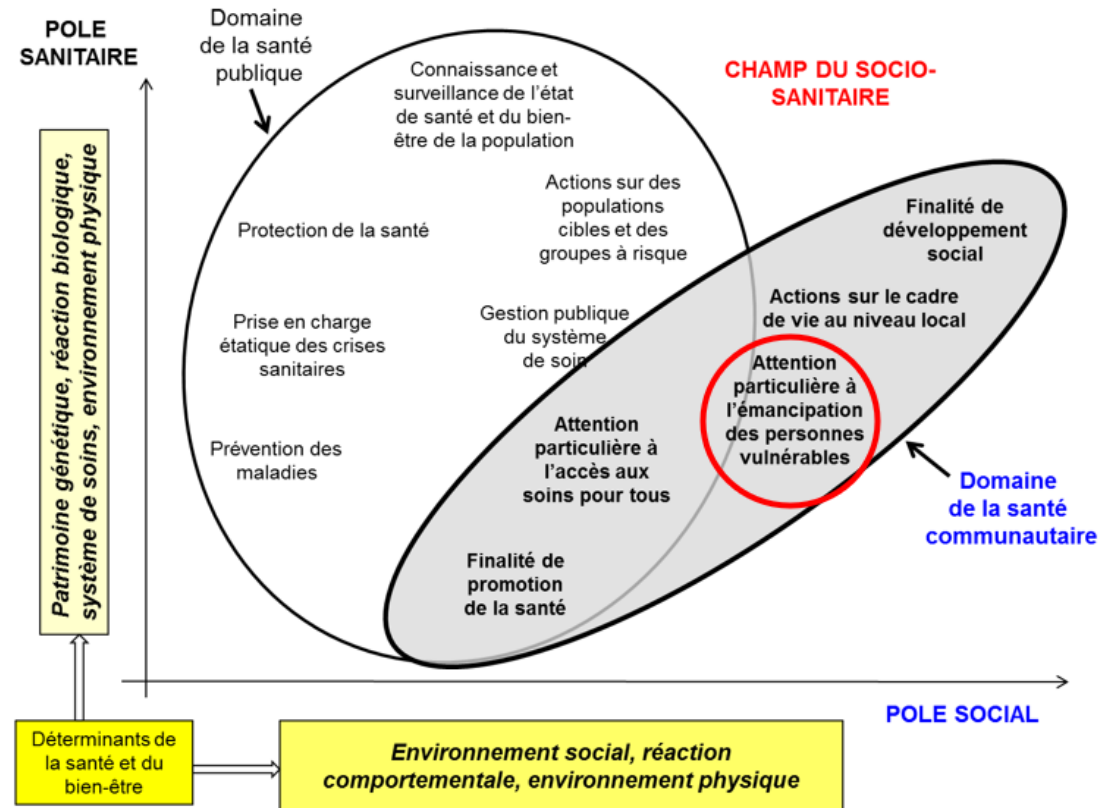 POLE
SANITAIRE
Domaine
de la santé
publique
Connaissance et
surveillance de l'état
de santé et du bien-
être de la population
CHAMP DU SOCIO-
SANITAIRE
Patrimoine génétique, réaction biologique,
système de soins, environnement physique
Protection de la santé
Actions sur des
populations
cibles et des
groupes à risque
Finalité de
développement
social
Prise en charge
étatique des crises
sanitaires
Gestion publique
du système
de soin
Actions sur le cadre
de vie au niveau local
Attention
particulière à
l'émancipation
des personnes
vulnérables
Prévention des
maladies
Attention
particulière à
l'accès aux
soins pour tous
Domaine
de la santé
communautaire
Finalité de
promotion
de la santé
POLE SOCIAL
Déterminants de
la santé et du
bien-être
Environnement social, réaction
comportementale, environnement physique